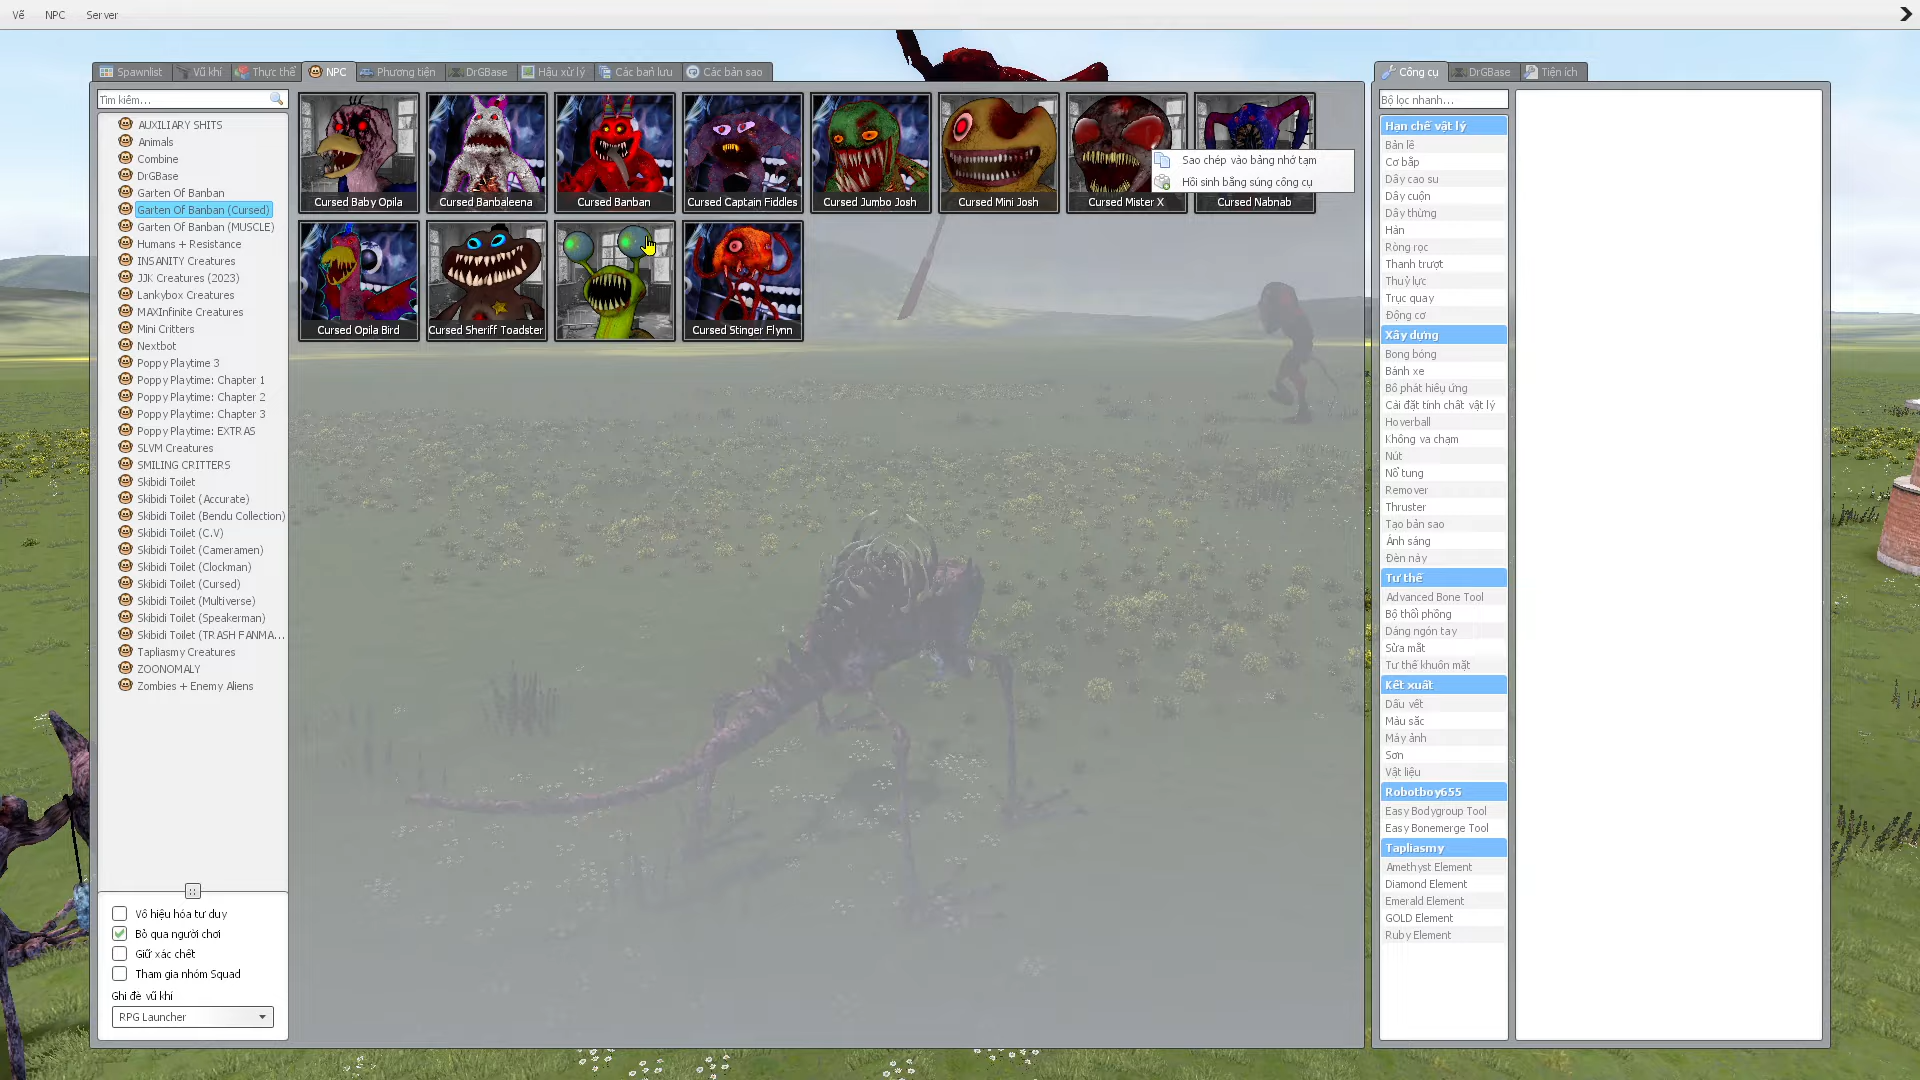 Vẽ NPC Server
Spawnlist Vũ khí Thực thể NPC Phương tiện DrGBase Hậu xử lý Các bản lưu Các bản sao
Công cụ DrGBase Tiện ích
Tìm kiếm...
AUXILIARY SHITS
Animals
Combine
DrGBase
Garten Of Banban
Garten Of Banban (Cursed)
Garten Of Banban (MUSCLE)
Humans + Resistance
INSANITY Creatures
JJK Creatures (2023)
Lankybox Creatures
MAXInfinite Creatures
Mini Critters
Nextbot
Poppy Playtime 3
Poppy Playtime: Chapter 1
Poppy Playtime: Chapter 2
Poppy Playtime: Chapter 3
Poppy Playtime: EXTRAS
SLVM Creatures
SMILING CRITTERS
Skibidi Toilet
Skibidi Toilet (Accurate)
Skibidi Toilet (Bendu Collection)
Skibidi Toilet (C.V)
Skibidi Toilet (Cameramen)
Skibidi Toilet (Clockman)
Skibidi Toilet (Cursed)
Skibidi Toilet (Multiverse)
Skibidi Toilet (Speakerman)
Skibidi Toilet (TRASH FANMA...
Tapliasmy Creatures
ZOONOMALY
Zombies + Enemy Aliens
Vô hiệu hóa tư duy
Bỏ qua người chơi
Giữ xác chết
Tham gia nhóm Squad
Ghi đè vũ khí
RPG Launcher
Cursed Baby Opila
Cursed Banbaleena
Cursed Banban
Cursed Captain Fiddles
Cursed Jumbo Josh
Cursed Mini Josh
Cursed Mister X
Cursed Nabnab
Sao chép vào bảng nhớ tạm
Hồi sinh bằng súng công cụ
Cursed Opila Bird
Cursed Sheriff Toadster
Cursed Stinger Flynn
Bộ lọc nhanh...
Hạn chế vật lý
Bản lề
Cơ bắp
Dây cao su
Dây cuộn
Dây thừng
Hàn
Ròng rọc
Thanh trượt
Thuỷ lực
Trục quay
Động cơ
Xây dựng
Bong bóng
Bánh xe
Bộ phát hiệu ứng
Cài đặt tính chất vật lý
Hoverball
Không va chạm
Nút
Nổ tung
Remover
Thruster
Tạo bản sao
Ánh sáng
Đèn này
Tư thế
Advanced Bone Tool
Bộ thổi phồng
Dáng ngón tay
Sửa mắt
Tư thế khuôn mặt
Kết xuất
Dấu vết
Màu sắc
Máy ảnh
Sơn
Vật liệu
Robotboy655
Easy Bodygroup Tool
Easy Bonemerge Tool
Tapliasmy
Amethyst Element
Diamond Element
Emerald Element
GOLD Element
Ruby Element